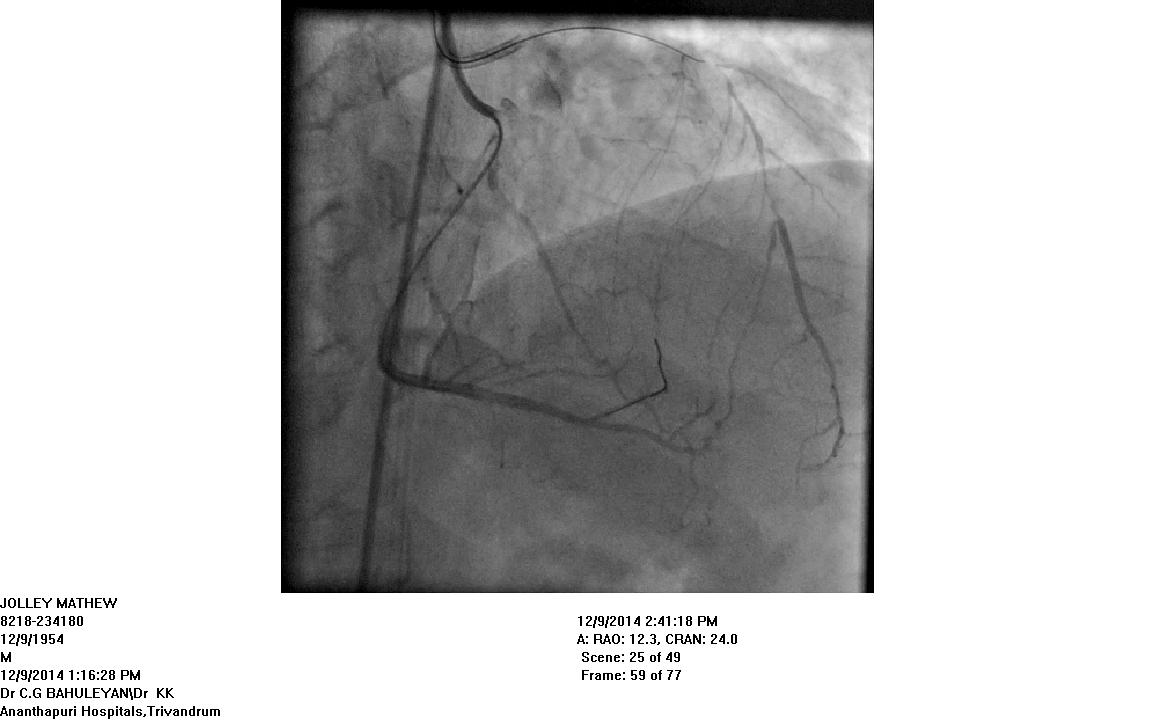 JOLLEY MATHEW
8218-234180
12/9/1954
M
12/9/2014 1:16:28 PM
Dr C.G BAHULEYAN\Dr  KK
Ananthapuri Hospitals,Trivandrum
12/9/2014 2:41:18 PM
A: RAO: 12.3, CRAN: 24.0
Scene: 25 of 49
Frame: 59 of 77